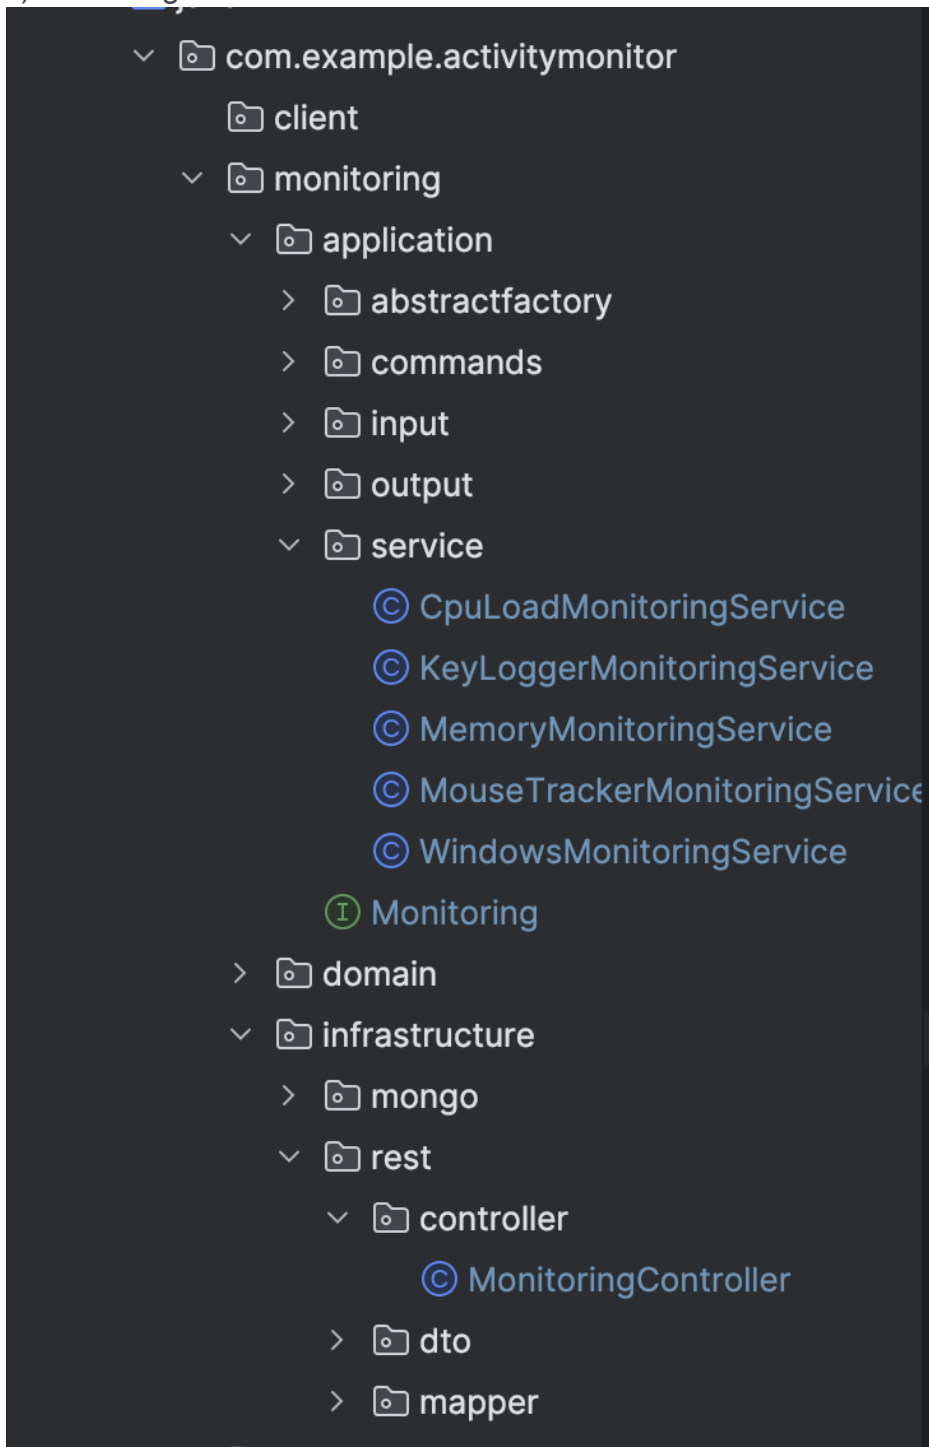 com.example.activitymonitor
client
monitoring
application
abstractfactory
commands
input
output
service
CpuLoadMonitoringService
KeyLoggerMonitoringService
MemoryMonitoringService
MouseTrackerMonitoringService
WindowsMonitoringService
Monitoring
domain
infrastructure
mongo
rest
controller
MonitoringController
dto
mapper